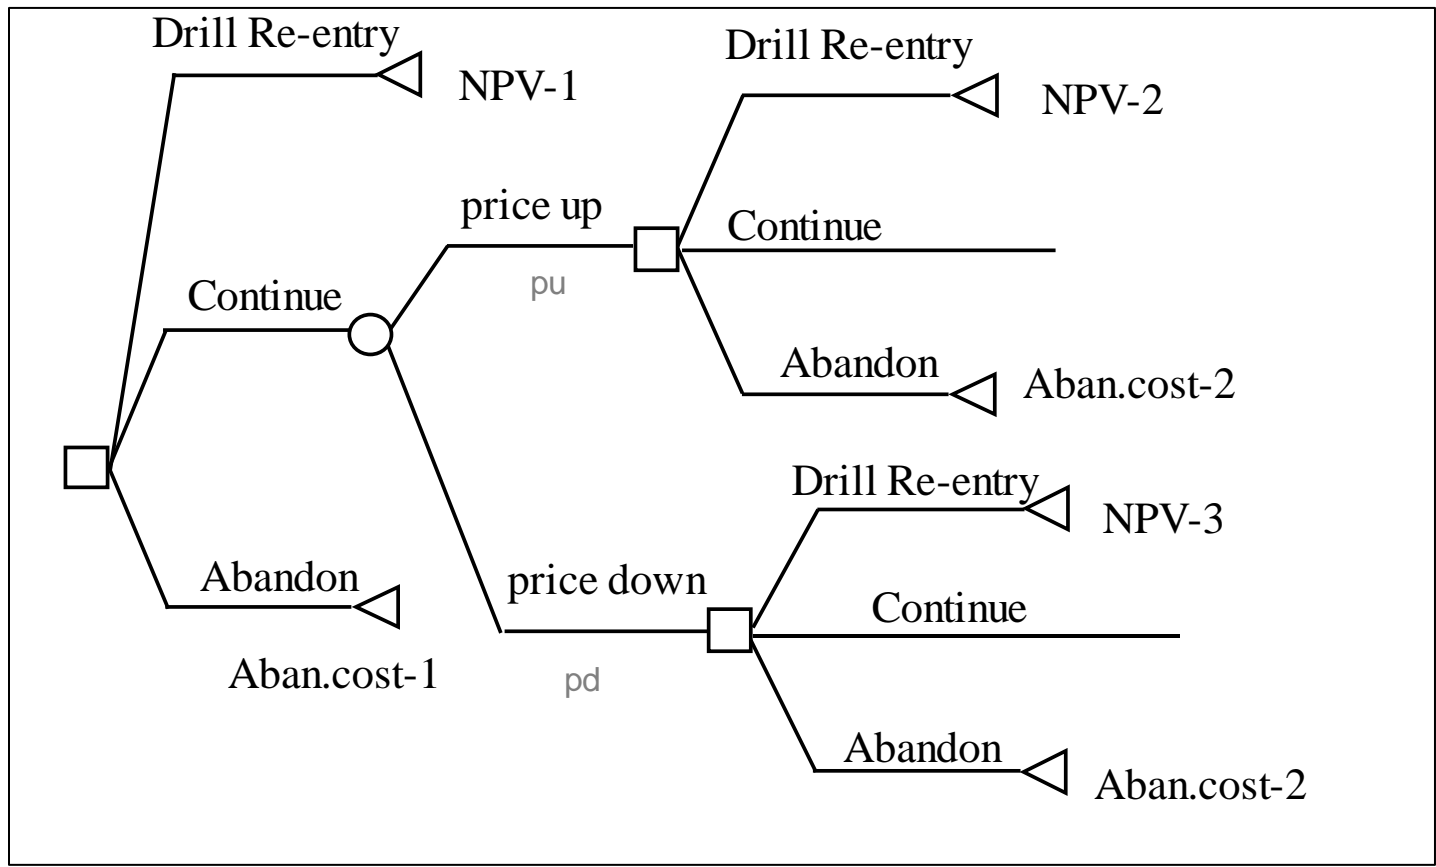 Drill Re-entry
NPV-1
Drill Re-entry
NPV-2
price up
pu
Continue
Continue
Abandon
Aban.cost-2
Abandon
Aban.cost-1
price down
pd
Drill Re-entry
NPV-3
Continue
Abandon
Aban.cost-2